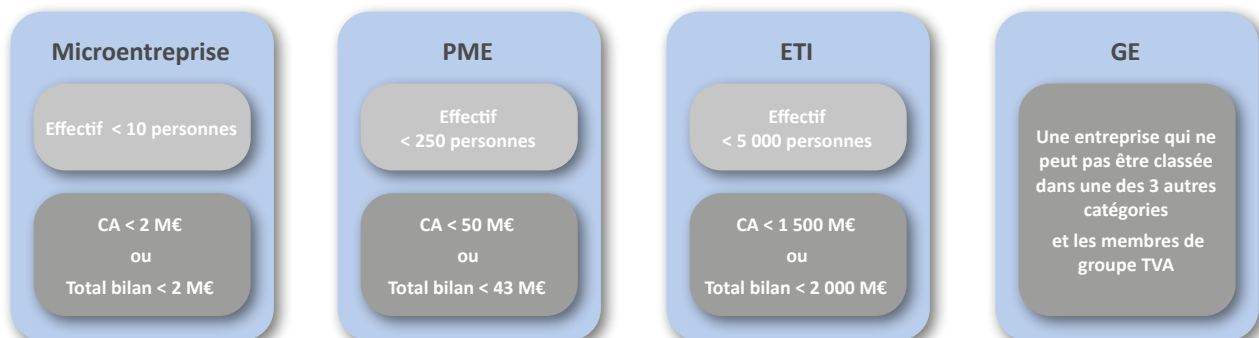 Microentreprise
Effectif < 10 personnes
CA < 2 M€
ou
Total bilan < 2 M€
PME
Effectif
< 250 personnes
CA < 50 M€
ou
Total bilan < 43 M€
ETI
Effectif
< 5 000 personnes
CA < 1 500 M€
ou
Total bilan < 2 000 M€
GE
Une entreprise qui ne
peut pas être classée
dans une des 3 autres
catégories
et les membres de
groupe TVA